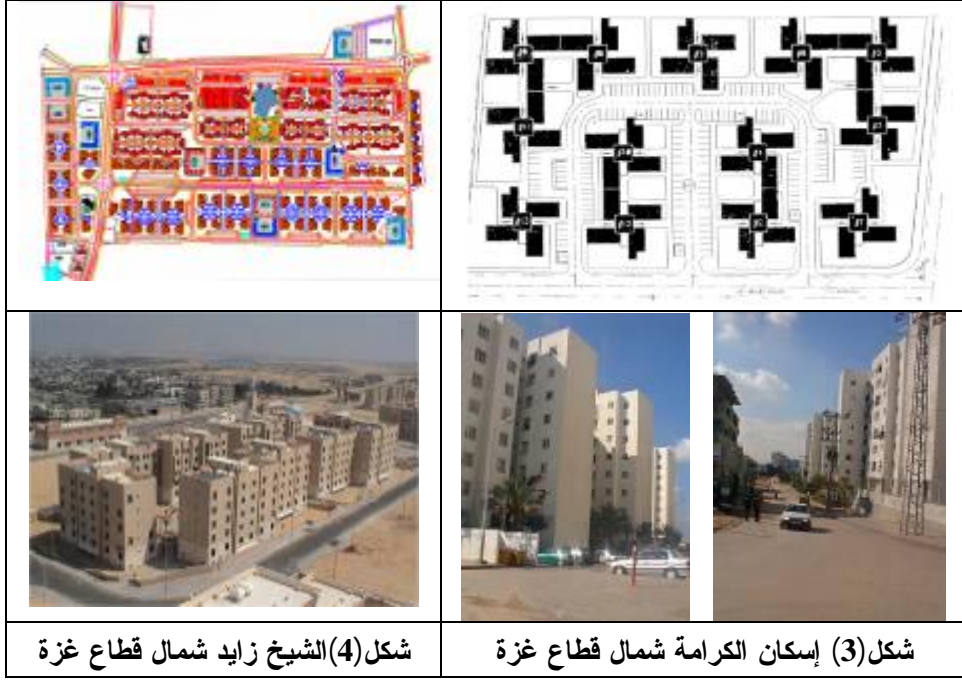 شكل(3) إسكان الكرامة شمال قطاع غزة
شكل(4)الشيخ زايد شمال قطاع غزة